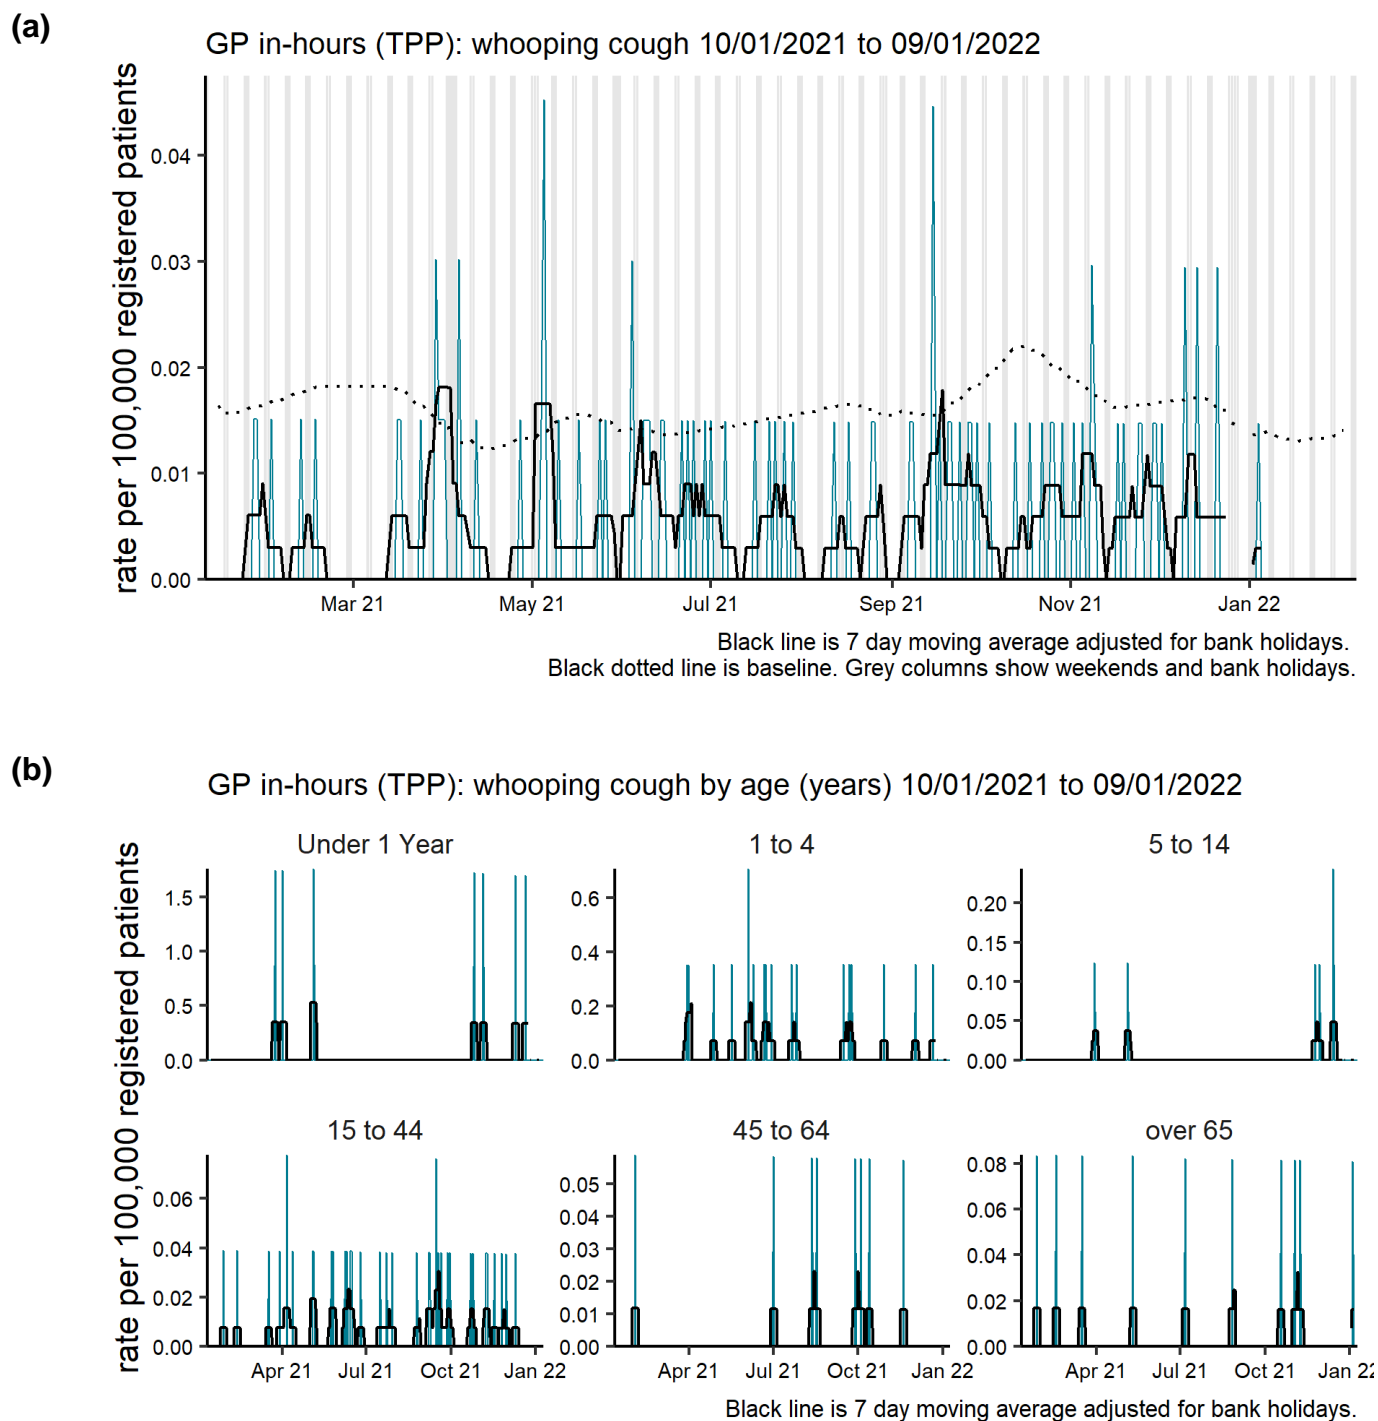 (a)
GP in-hours (TPP): whooping cough 10/01/2021 to 09/01/2022
rate per 100,000 registered patients
0.04
0.03
0.02
0.01
0.00
Mar 21 May 21 Jul 21 Sep 21 Nov 21 Jan 22
Black line is 7 day moving average adjusted for bank holidays.
Black dotted line is baseline. Grey columns show weekends and bank holidays.
(b)
GP in-hours (TPP): whooping cough by age (years) 10/01/2021 to 09/01/2022
rate per 100,000 registered patients
Under 1 Year
1.5
1.0
0.5
0.0
1 to 4
0.6
0.4
0.2
0.0
5 to 14
0.20
0.15
0.10
0.05
0.00
15 to 44
0.06
0.04
0.02
0.00
Apr 21 Jul 21 Oct 21 Jan 22
45 to 64
0.05
0.04
0.03
0.02
0.01
0.00
Apr 21 Jul 21 Oct 21 Jan 22
over 65
0.08
0.06
0.04
0.02
0.00
Apr 21 Jul 21 Oct 21 Jan 22
Black line is 7 day moving average adjusted for bank holidays.